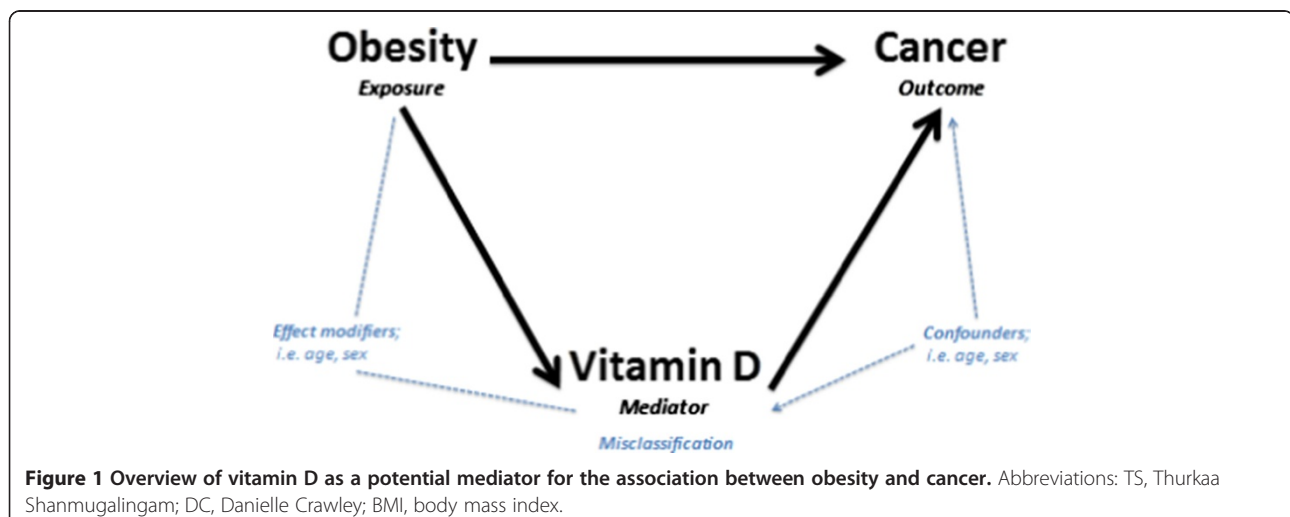 Obesity
Exposure
Cancer
Outcome
Effect modifiers;
i.e. age, sex
Confounders;
i.e. age, sex
Vitamin D
Mediator
Misclassification
Figure 1 Overview of vitamin D as a potential mediator for the association between obesity and cancer. Abbreviations: TS, Thurkaa
Shanmugalingam; DC, Danielle Crawley; BMI, body mass index.